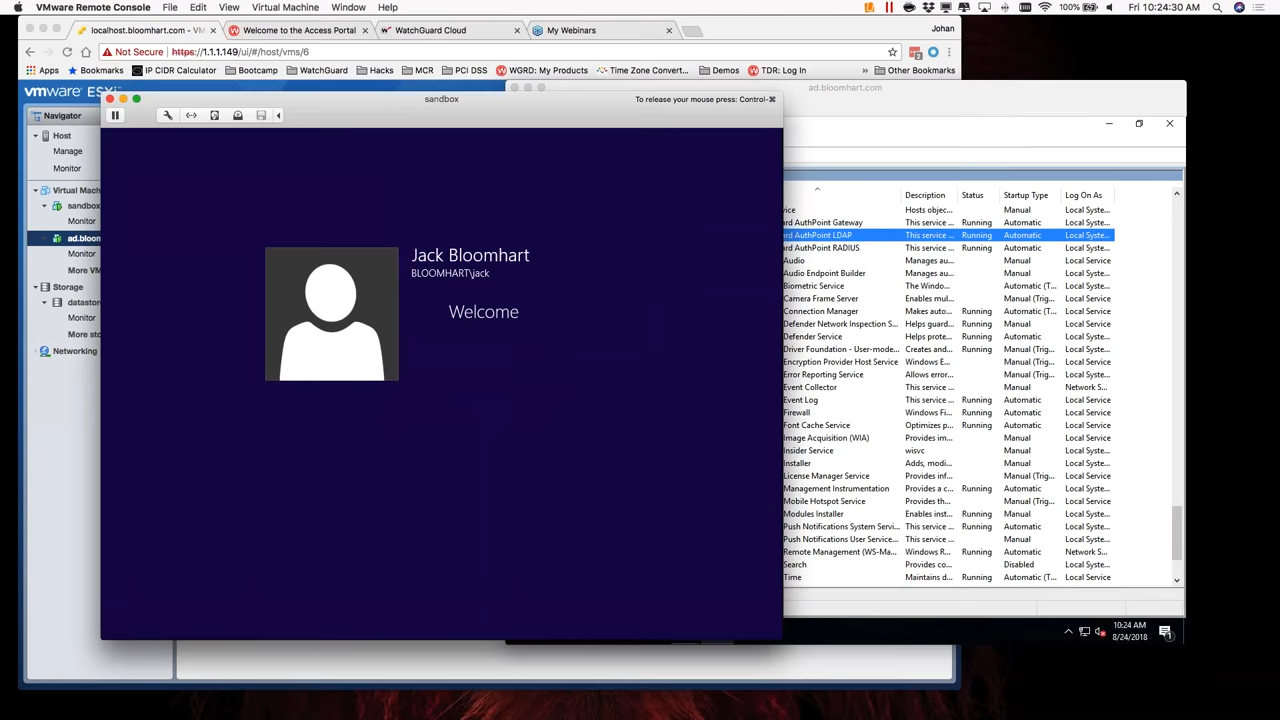 VMware Remote Console File Edit View Virtual Machine Window Help 100% Fri 10:24:30 AM
localhost.bloomhart.com - VM Welcome to the Access Portal WatchGuard Cloud My Webinars Johan
Not Secure https://1.1.1.149/ui/#/host/vms/6
Apps Bookmarks IP CIDR Calculator Bootcamp WatchGuard Hacks MCR PCI DSS WGRD: My Products Time Zone Convert... Demos TDR: Log In » Other Bookmarks
vmware ESXi
ad.bloomhart.com
sandbox
To release your mouse press: Control-⌘
Navigator
Host
Manage
Monitor
Virtual Mach
sandbox
Monitor
ad.bloom
Monitor
More VM
Storage
datastor
Monitor
More sto
Networking
Jack Bloomhart
BLOOMHART\jack
Welcome
Description Status Startup Type Log On As
vice Hosts objec... Manual Local Syste...
rd AuthPoint Gateway This service ... Running Automatic Local Syste...
rd AuthPoint LDAP This service ... Running Automatic Local Syste...
rd AuthPoint RADIUS This service ... Running Automatic Local Syste...
Audio Manages au... Manual Local Service
Audio Endpoint Builder Manages au... Manual Local Syste...
Biometric Service The Windo... Automatic (T... Local Syste...
Camera Frame Server Enables mul... Manual (Trig... Local Service
Connection Manager Makes auto... Running Automatic (T... Local Service
Defender Network Inspection S... Helps guard... Running Manual Local Service
Defender Service Helps prote... Running Automatic Local Syste...
Driver Foundation - User-mode... Creates and... Running Manual (Trig... Local Syste...
Encryption Provider Host Service Windows E... Manual (Trig... Local Service
Error Reporting Service Allows error... Manual (Trig... Local Syste...
Event Collector This service ... Manual Network S...
Event Log This service ... Running Automatic Local Service
Firewall Windows Fi... Running Automatic Local Service
Font Cache Service Optimizes p... Running Automatic Local Service
Image Acquisition (WIA) Provides im... Manual Local Service
Insider Service wisvc Manual Local Syste...
Installer Adds, modi... Manual Local Syste...
License Manager Service Provides inf... Manual (Trig... Local Service
Management Instrumentation Provides a c... Running Automatic Local Syste...
Mobile Hotspot Service Provides th... Manual (Trig... Local Service
Modules Installer Enables inst... Running Manual Local Syste...
Push Notifications System Servi... This service ... Running Automatic Local Syste...
Push Notifications User Service... This service ... Manual Local Syste...
Remote Management (WS-Ma... Windows R... Running Automatic Network S...
Search Provides co... Disabled Local Syste...
Time Maintains d... Running Automatic (T... Local Service
10:24 AM
8/24/2018
1